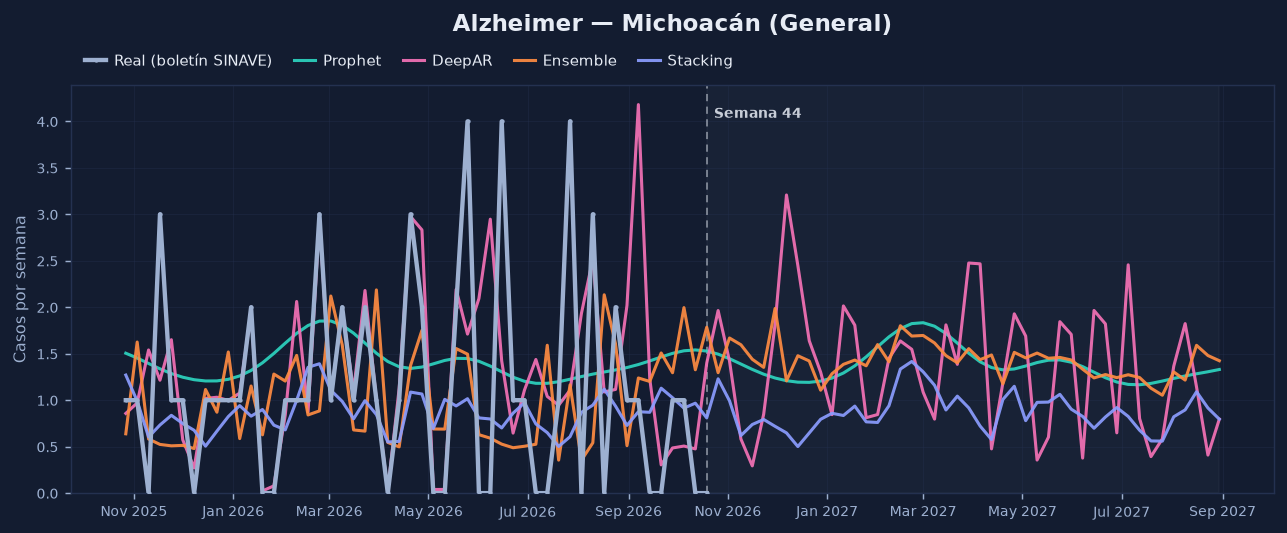 Alzheimer — Michoacán (General)
Real (boletín SINAVE) Prophet DeepAR Ensemble Stacking
Semana 44
Casos por semana
4.0
3.5
3.0
2.5
2.0
1.5
1.0
0.5
0.0
Nov 2025 Jan 2026 Mar 2026 May 2026 Jul 2026 Sep 2026 Nov 2026 Jan 2027 Mar 2027 May 2027 Jul 2027 Sep 2027